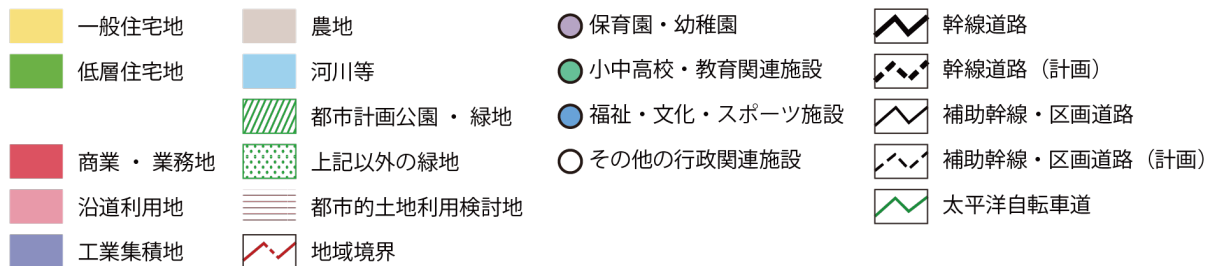 一般住宅地
低層住宅地
商業 ・ 業務地
沿道利用地
工業集積地
農地
河川等
都市計画公園 ・ 緑地
上記以外の緑地
都市的土地利用検討地
地域境界
保育園・幼稚園
小中高校・教育関連施設
福祉・文化・スポーツ施設
その他の行政関連施設
幹線道路
幹線道路（計画）
補助幹線・区画道路
補助幹線・区画道路（計画）
太平洋自転車道